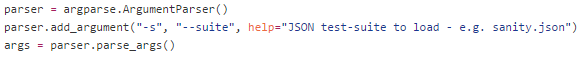 parser = argparse.ArgumentParser()
parser.add_argument("-s", "--suite", help="JSON test-suite to load - e.g. sanity.json")
args = parser.parse_args()